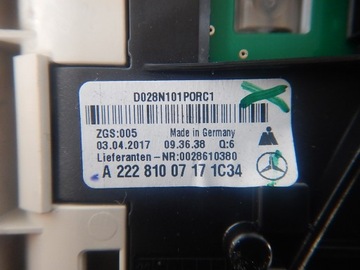 D028N101PORC1
ZGS:005 Made in Germany
03.04.2017 09.36.38 Q:6
Lieferanten-NR:0028610380
A 222 810 07 17 1C34